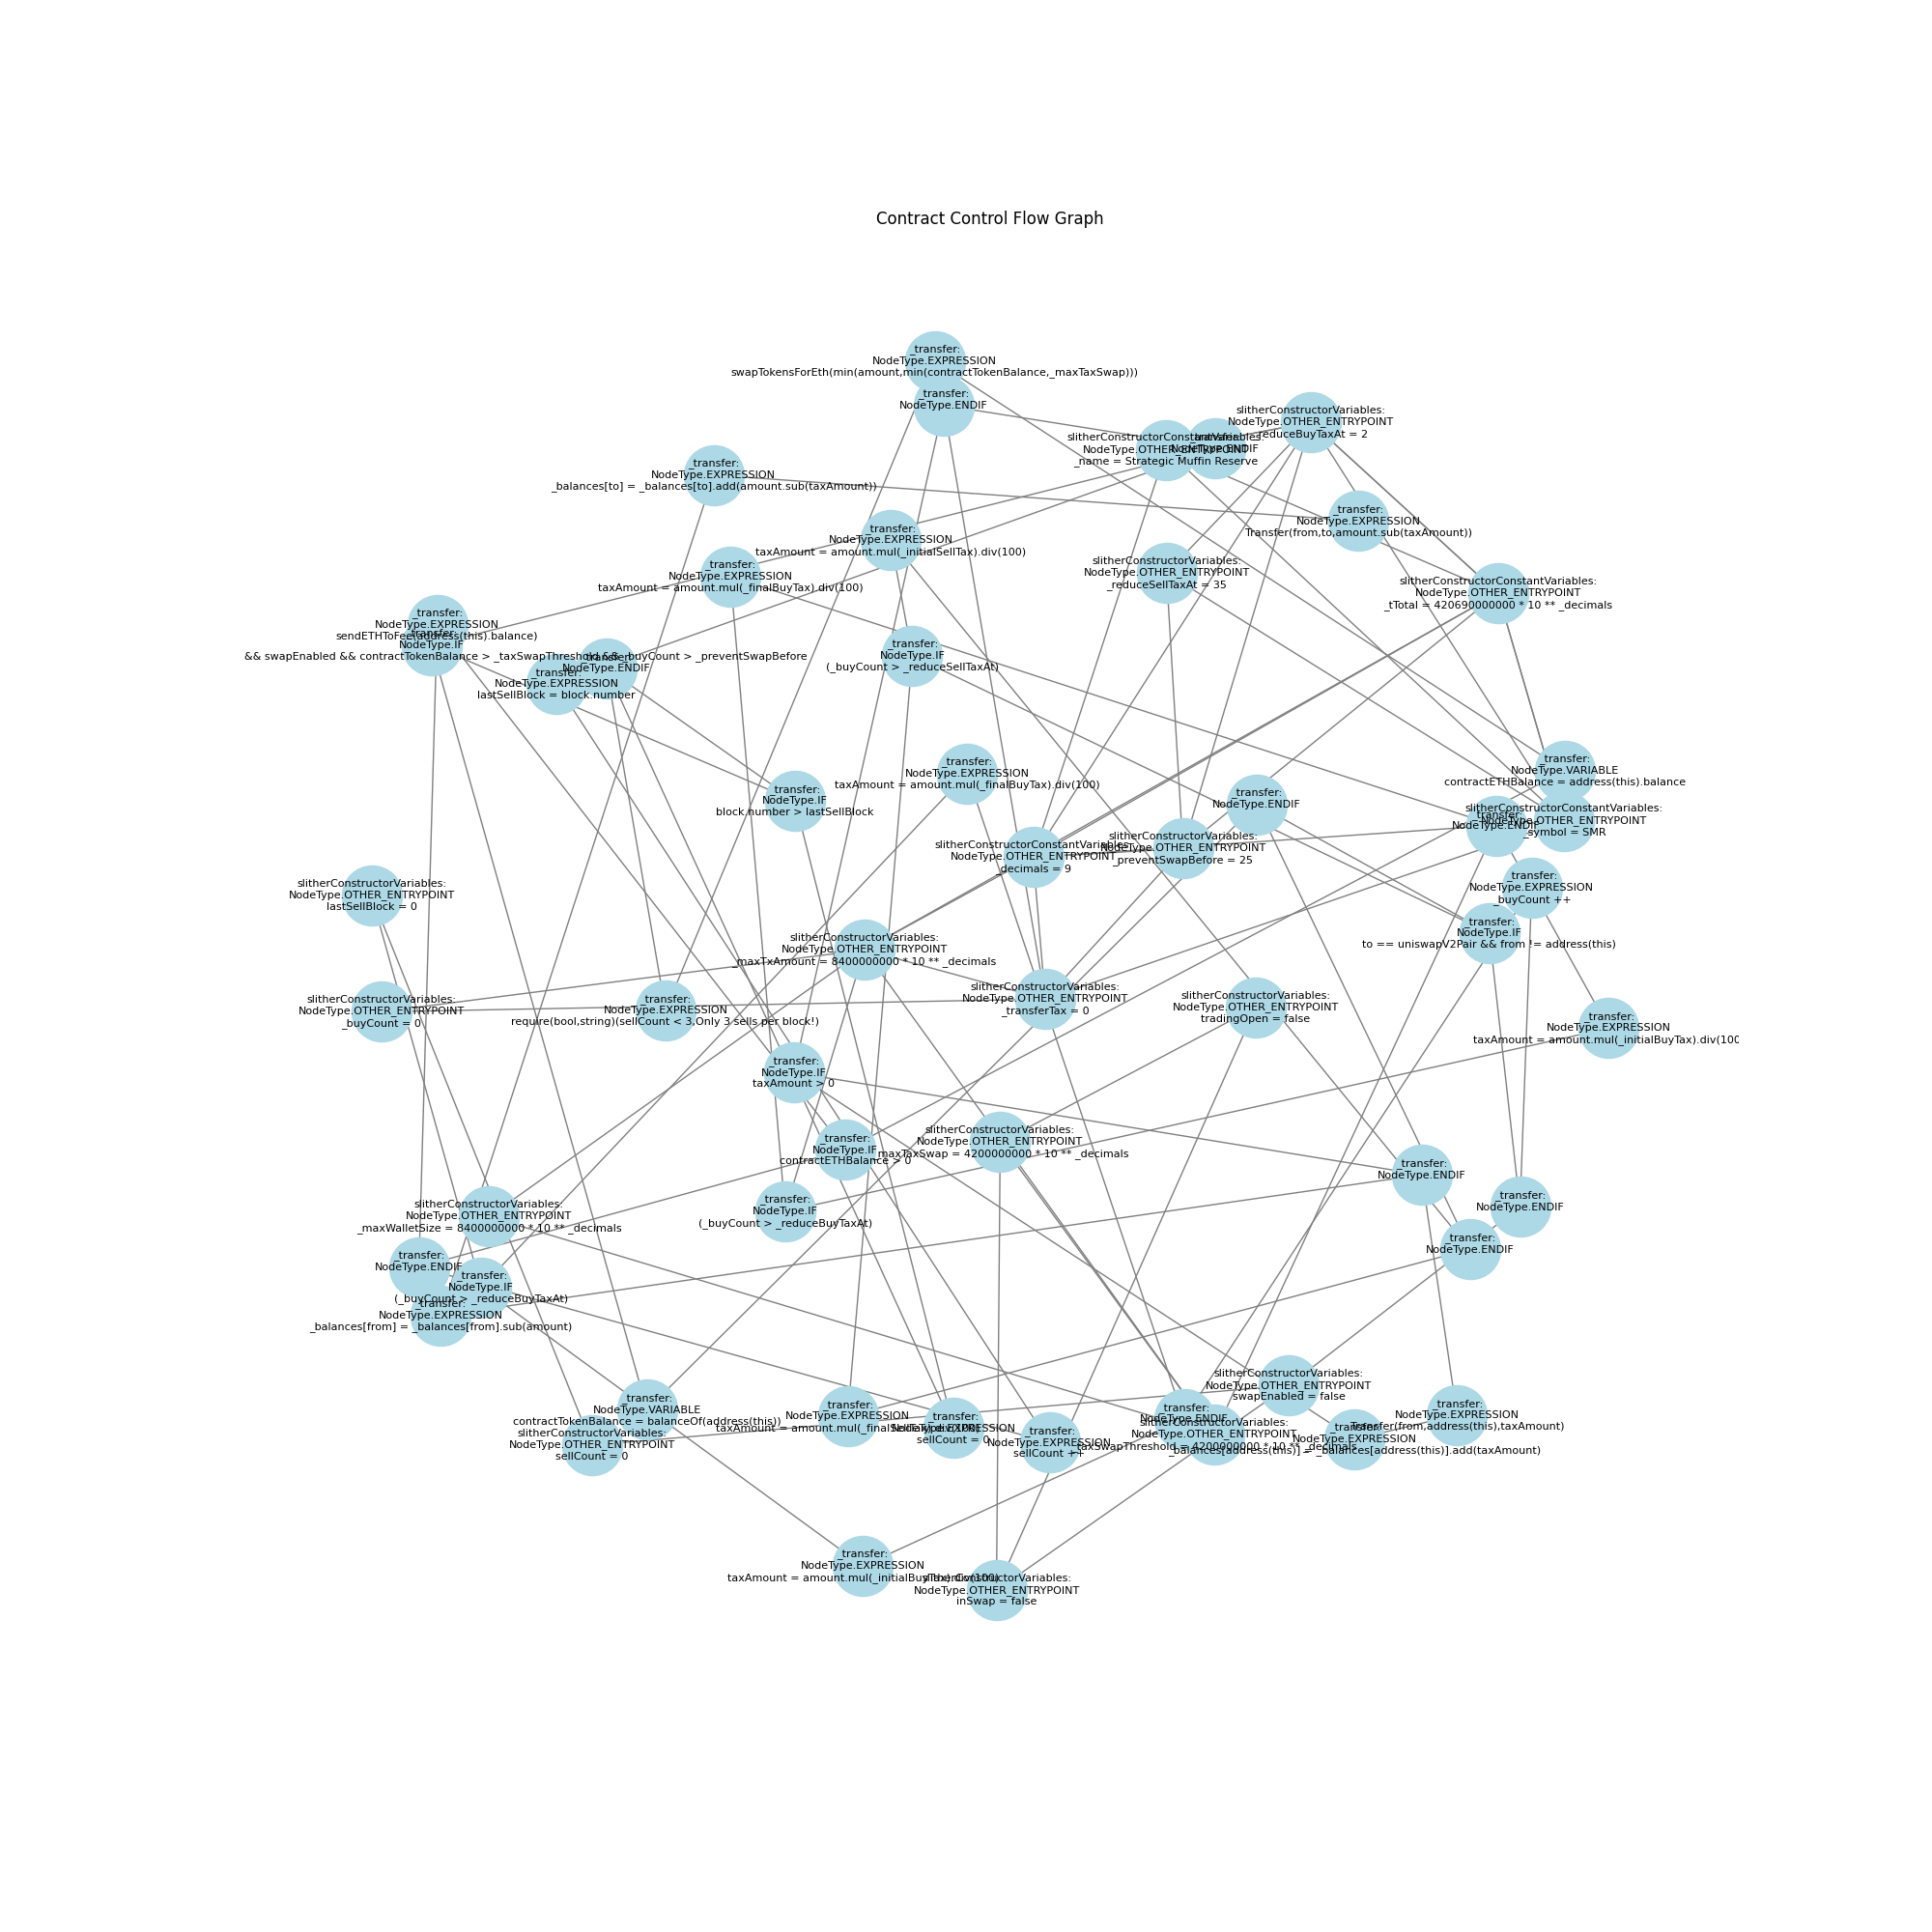 Contract Control Flow Graph
_transfer:
NodeType.EXPRESSION
swapTokensForEth(min(amount,min(contractTokenBalance,_maxTaxSwap)))
_transfer:
NodeType.ENDIF
slitherConstructorVariables:
NodeType.OTHER_ENTRYPOINT
_reduceBuyTaxAt = 2
slitherConstructorConstantVariables:
NodeType.OTHER_ENTRYPOINT
_name = Strategic Muffin Reserve
_transfer:
NodeType.ENDIF
_transfer:
NodeType.EXPRESSION
_balances[to] = _balances[to].add(amount.sub(taxAmount))
_transfer:
NodeType.EXPRESSION
Transfer(from,to,amount.sub(taxAmount))
_transfer:
NodeType.EXPRESSION
taxAmount = amount.mul(_initialSellTax).div(100)
_transfer:
NodeType.EXPRESSION
taxAmount = amount.mul(_finalBuyTax).div(100)
slitherConstructorVariables:
NodeType.OTHER_ENTRYPOINT
_reduceSellTaxAt = 35
slitherConstructorConstantVariables:
NodeType.OTHER_ENTRYPOINT
_tTotal = 420690000000 * 10 ** _decimals
_transfer:
NodeType.EXPRESSION
sendETHToFee(address(this).balance)
_transfer:
NodeType.IF
&& swapEnabled && contractTokenBalance > _taxSwapThreshold && _buyCount > _preventSwapBefore
_transfer:
NodeType.ENDIF
_transfer:
NodeType.EXPRESSION
lastSellBlock = block.number
_transfer:
NodeType.IF
(_buyCount > _reduceSellTaxAt)
_transfer:
NodeType.EXPRESSION
taxAmount = amount.mul(_finalBuyTax).div(100)
_transfer:
NodeType.VARIABLE
contractETHBalance = address(this).balance
_transfer:
NodeType.IF
block.number > lastSellBlock
_transfer:
NodeType.ENDIF
slitherConstructorConstantVariables:
NodeType.OTHER_ENTRYPOINT
_symbol = SMR
_transfer:
NodeType.ENDIF
slitherConstructorVariables:
NodeType.OTHER_ENTRYPOINT
_preventSwapBefore = 25
slitherConstructorConstantVariables:
NodeType.OTHER_ENTRYPOINT
_decimals = 9
_transfer:
NodeType.EXPRESSION
_buyCount ++
slitherConstructorVariables:
NodeType.OTHER_ENTRYPOINT
lastSellBlock = 0
_transfer:
NodeType.IF
to == uniswapV2Pair && from != address(this)
slitherConstructorVariables:
NodeType.OTHER_ENTRYPOINT
_maxTxAmount = 8400000000 * 10 ** _decimals
slitherConstructorVariables:
NodeType.OTHER_ENTRYPOINT
_transferTax = 0
slitherConstructorVariables:
NodeType.OTHER_ENTRYPOINT
tradingOpen = false
slitherConstructorVariables:
NodeType.OTHER_ENTRYPOINT
_buyCount = 0
_transfer:
NodeType.EXPRESSION
require(bool,string)(sellCount < 3,Only 3 sells per block!)
_transfer:
NodeType.EXPRESSION
taxAmount = amount.mul(_initialBuyTax).div(100
_transfer:
NodeType.IF
taxAmount > 0
slitherConstructorVariables:
NodeType.OTHER_ENTRYPOINT
_maxTaxSwap = 4200000000 * 10 ** _decimals
_transfer:
NodeType.IF
contractETHBalance > 0
_transfer:
NodeType.ENDIF
_transfer:
NodeType.ENDIF
_transfer:
NodeType.IF
(_buyCount > _reduceBuyTaxAt)
slitherConstructorVariables:
NodeType.OTHER_ENTRYPOINT
_maxWalletSize = 8400000000 * 10 ** _decimals
_transfer:
NodeType.ENDIF
_transfer:
NodeType.ENDIF
_transfer:
NodeType.IF
(_buyCount > _reduceBuyTaxAt)
_transfer:
NodeType.EXPRESSION
_balances[from] = _balances[from].sub(amount)
slitherConstructorVariables:
NodeType.OTHER_ENTRYPOINT
swapEnabled = false
_transfer:
NodeType.VARIABLE
contractTokenBalance = balanceOf(address(this))
slitherConstructorVariables:
NodeType.OTHER_ENTRYPOINT
sellCount = 0
_transfer:
NodeType.EXPRESSION
taxAmount = amount.mul(_finalSellTax).div(100)
_transfer:
NodeType.EXPRESSION
sellCount = 0
_transfer:
NodeType.EXPRESSION
sellCount ++
_transfer:
NodeType.ENDIF
slitherConstructorVariables:
NodeType.OTHER_ENTRYPOINT
_taxSwapThreshold = 4200000000 * 10 ** _decimals
_transfer:
NodeType.EXPRESSION
_balances[address(this)] = _balances[address(this)].add(taxAmount)
_transfer:
NodeType.EXPRESSION
Transfer(from,address(this),taxAmount)
_transfer:
NodeType.EXPRESSION
taxAmount = amount.mul(_initialBuyTax).div(100)
slitherConstructorVariables:
NodeType.OTHER_ENTRYPOINT
inSwap = false